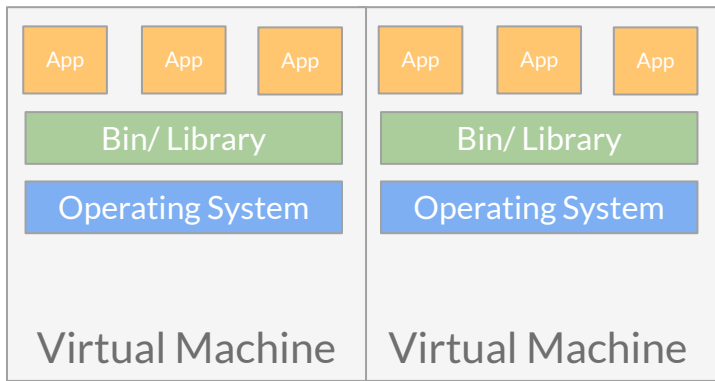 App App App
Bin/ Library
Operating System
Virtual Machine
App App App
Bin/ Library
Operating System
Virtual Machine